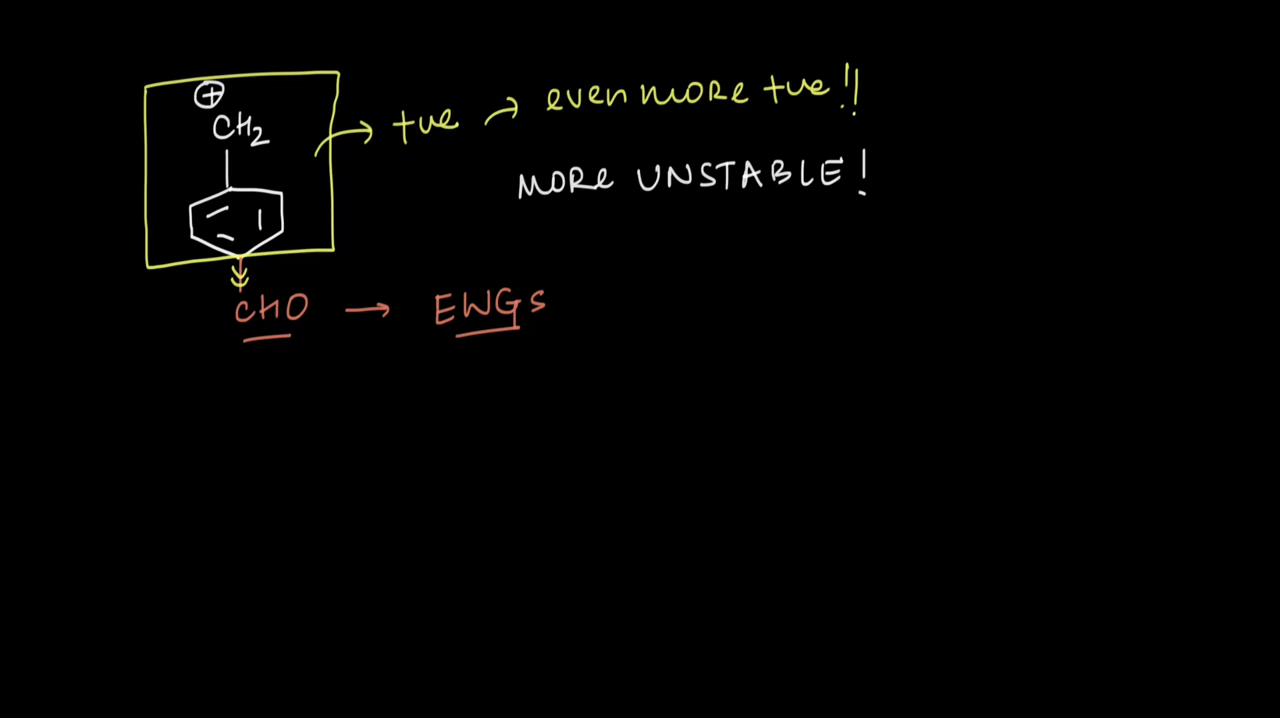 ⊕
CH2
+ve → even more +ve!!
MORE UNSTABLE!
CHO → EWGs